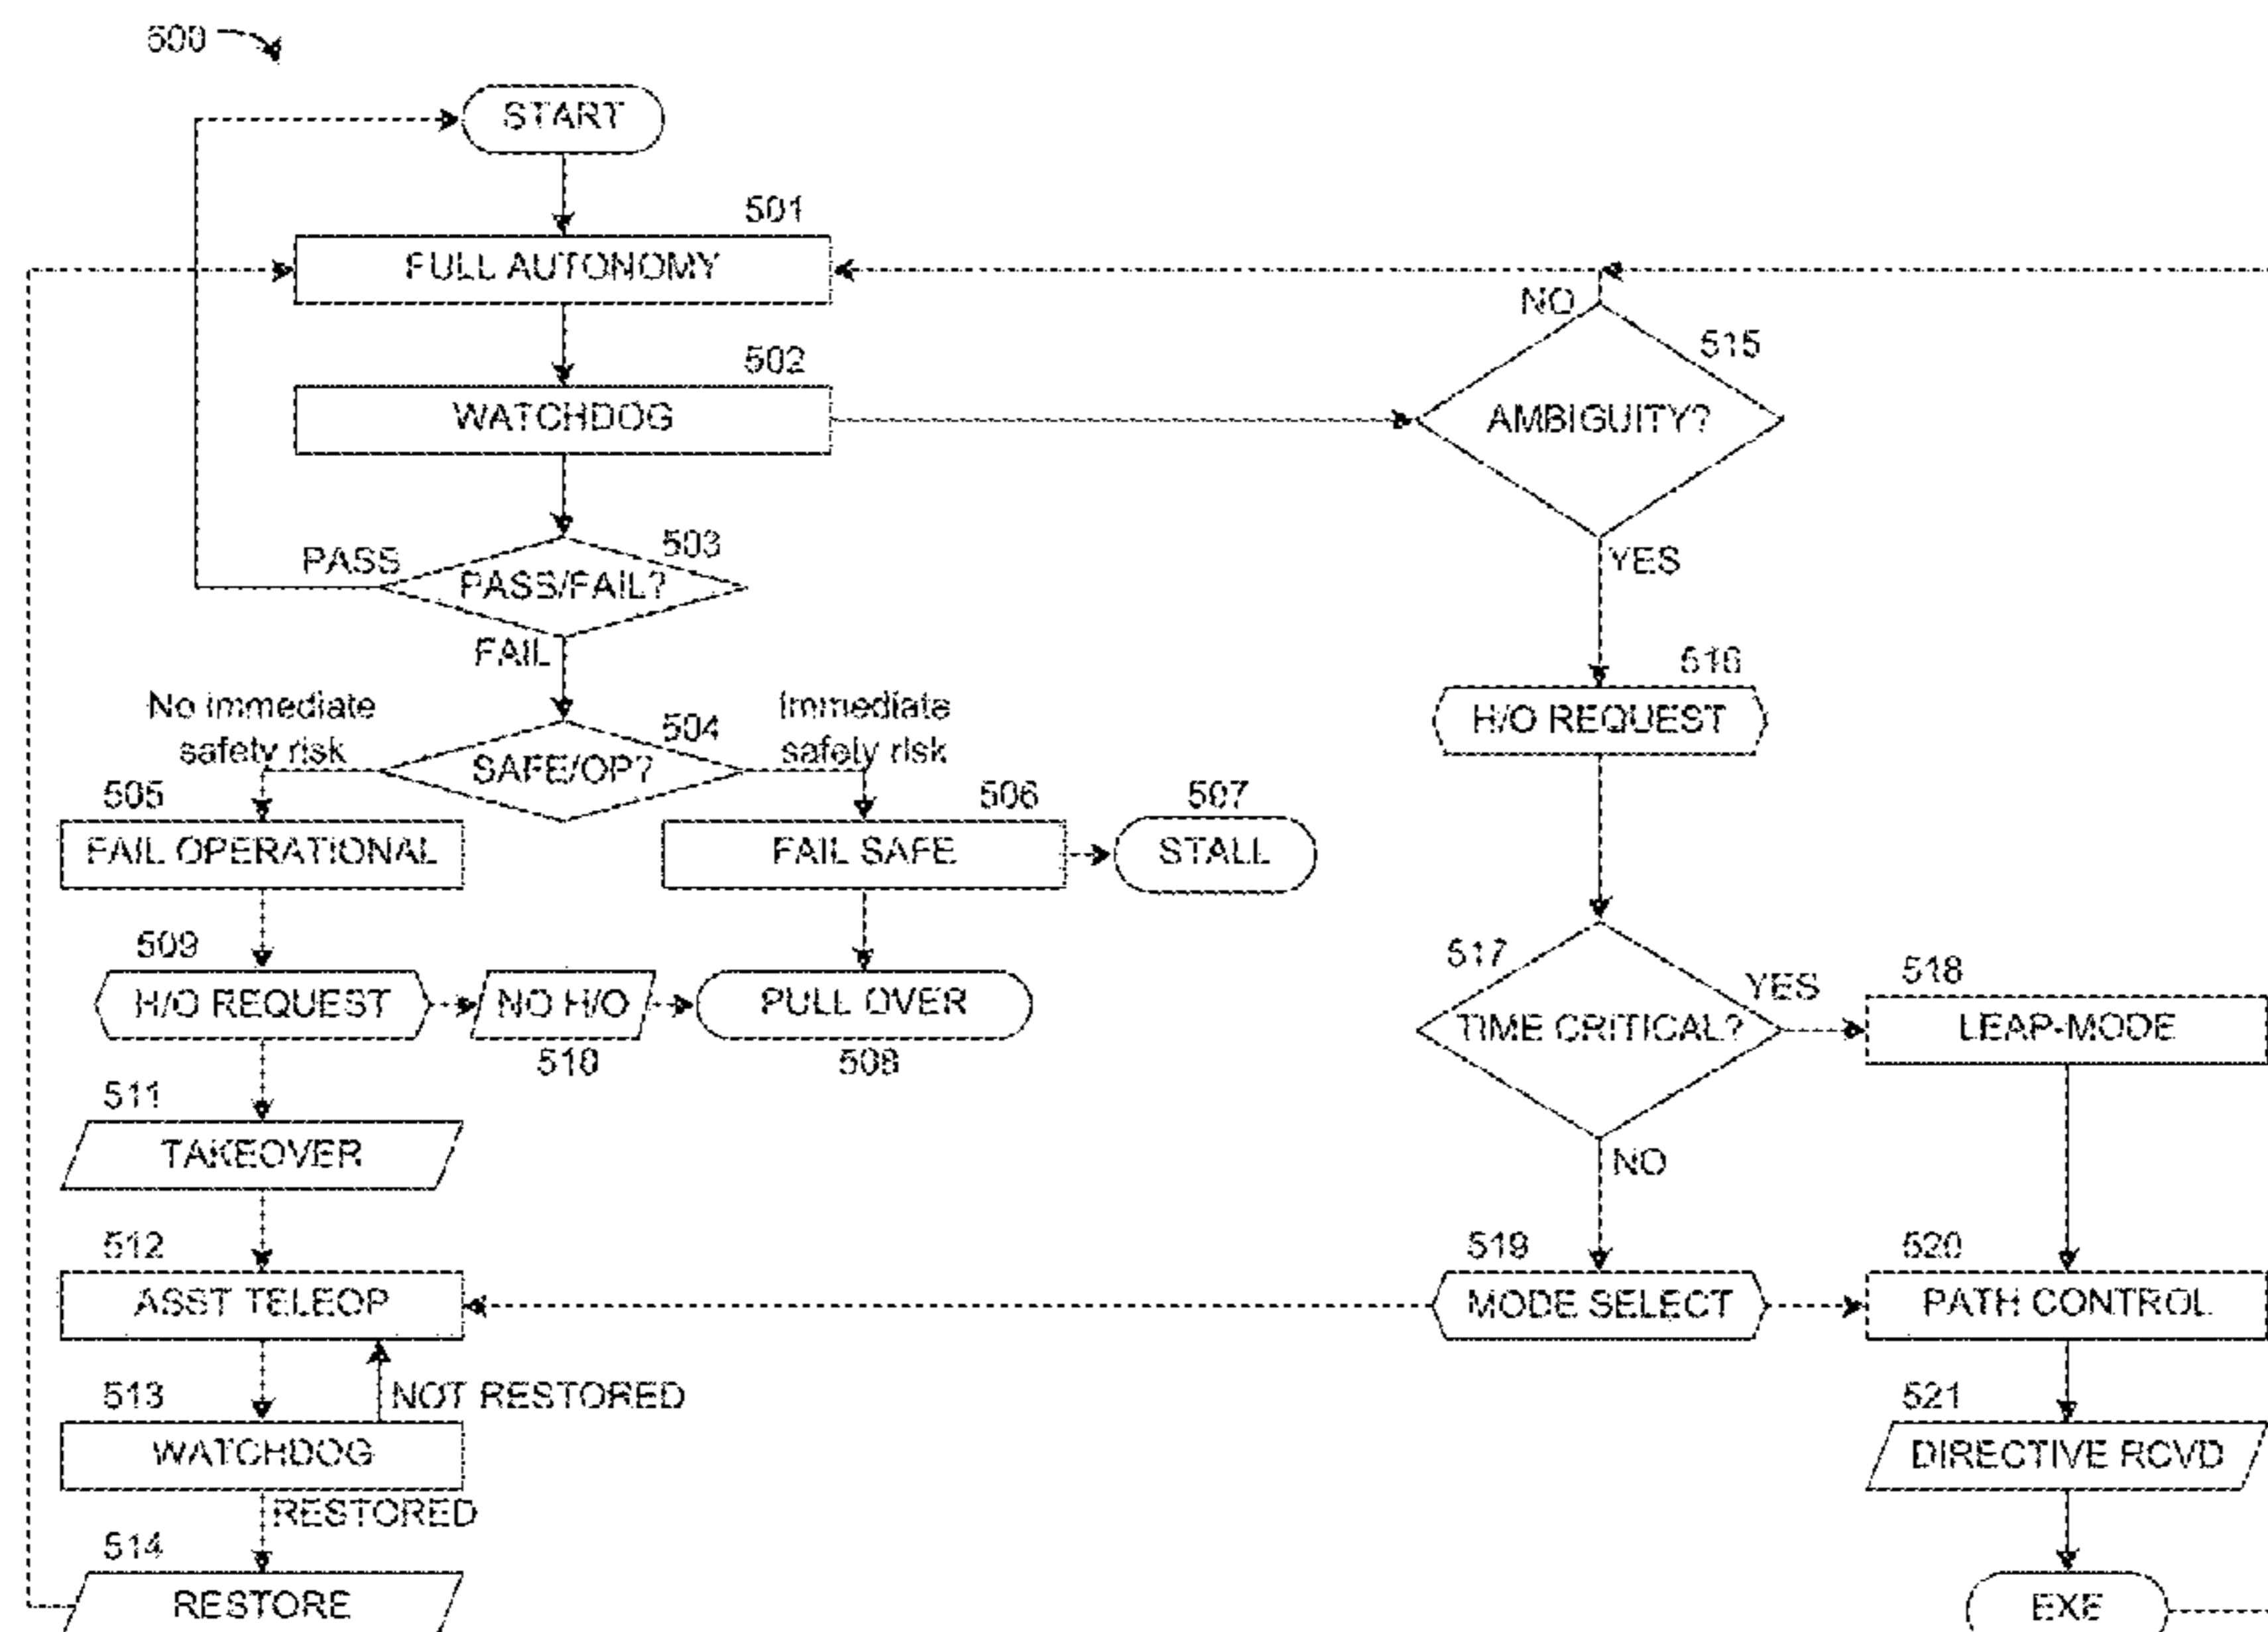 500
START
501
FULL AUTONOMY
502
WATCHDOG
503
PASS
PASS/FAIL?
FAIL
No immediate
safety risk
504
SAFE/OP?
Immediate
safety risk
505
FAIL OPERATIONAL
506
FAIL SAFE
507
STALL
509
H/O REQUEST
NO H/O
510
PULL OVER
508
511
TAKEOVER
512
ASST TELEOP
513
NOT RESTORED
WATCHDOG
RESTORED
514
RESTORE
NO
515
AMBIGUITY?
YES
516
H/O REQUEST
517
TIME CRITICAL?
YES
518
LEAP-MODE
NO
519
MODE SELECT
520
PATH CONTROL
521
DIRECTIVE RCVD
EXE